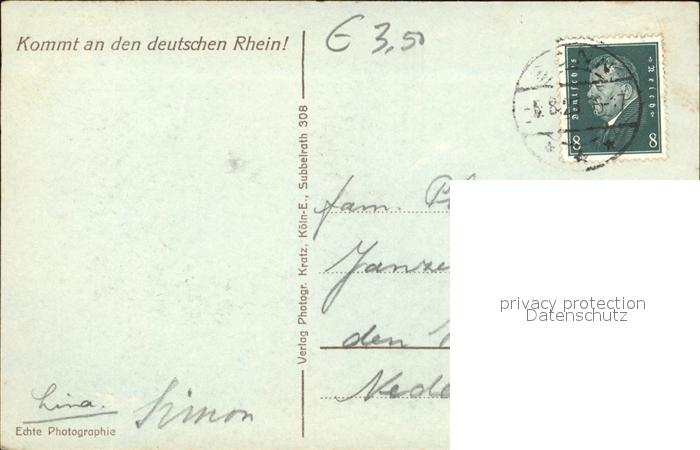 Kommt an den deutschen Rhein!
€ 3,50
Deutsches Reich
8 8
Verlag Photogr. Kratz, Köln-E., Subbelrath 308
fam.
den
privacy protection
Datenschutz
Lina.
Simon
Echte Photographie